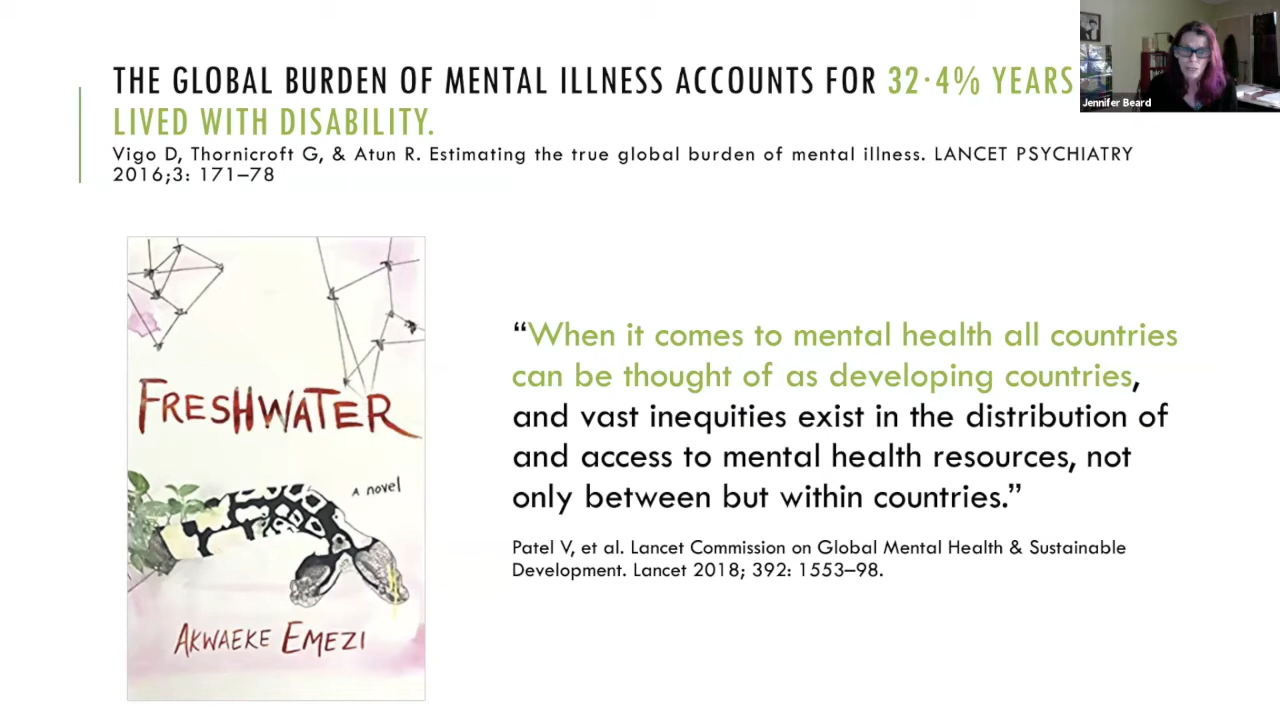 THE GLOBAL BURDEN OF MENTAL ILLNESS ACCOUNTS FOR 32·4% YEARS
LIVED WITH DISABILITY.
Vigo D, Thornicroft G, & Atun R. Estimating the true global burden of mental illness. LANCET PSYCHIATRY
2016;3: 171–78
Jennifer Beard
FRESHWATER
A novel
AKWAEKE EMEZI
“When it comes to mental health all countries
can be thought of as developing countries,
and vast inequities exist in the distribution of
and access to mental health resources, not
only between but within countries.”
Patel V, et al. Lancet Commission on Global Mental Health & Sustainable
Development. Lancet 2018; 392: 1553–98.